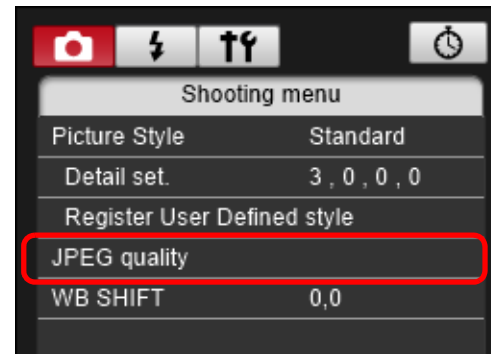 Shooting menu
Picture Style Standard
Detail set. 3 , 0 , 0 , 0
Register User Defined style
JPEG quality
WB SHIFT 0,0